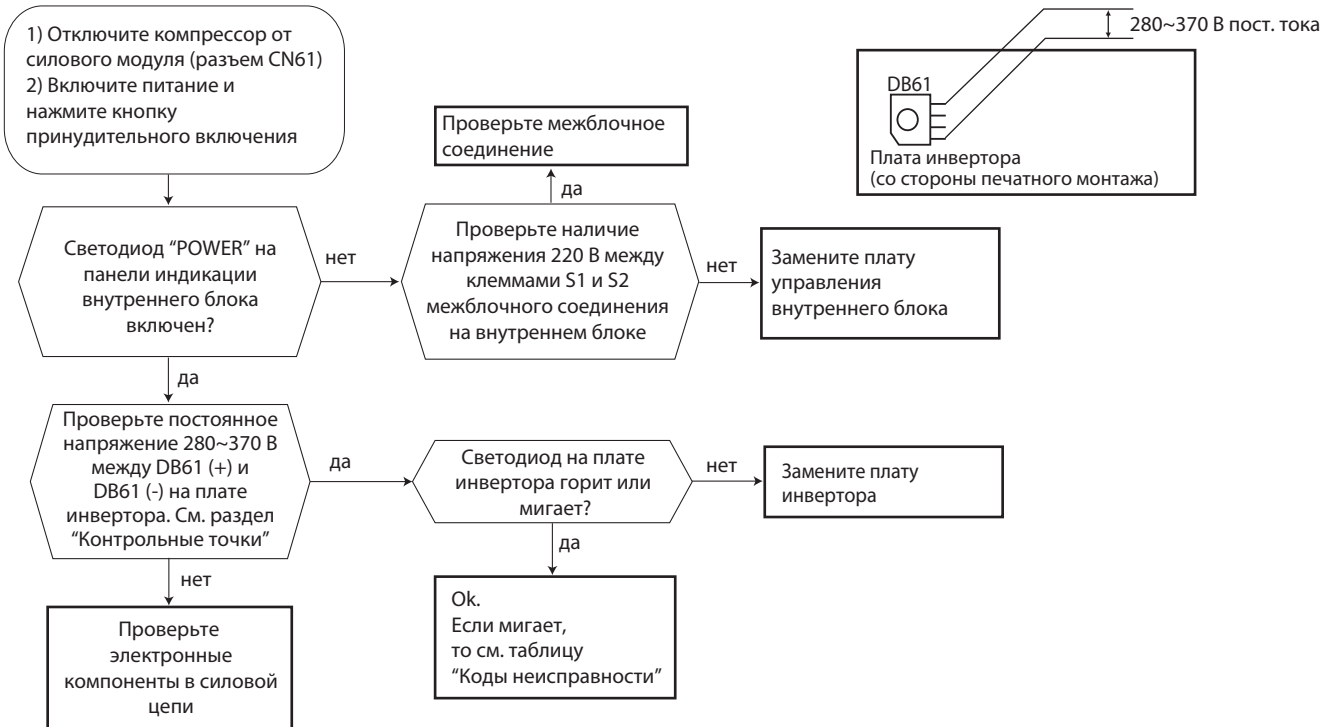 1) Отключите компрессор от
силового модуля (разъем CN61)
2) Включите питание и
нажмите кнопку
принудительного включения
280~370 В пост. тока
DB61
Плата инвертора
(со стороны печатного монтажа)
Проверьте межблочное
соединение
да
Светодиод “POWER” на
панели индикации
внутреннего блока
включен?
нет
Проверьте наличие
напряжения 220 В между
клеммами S1 и S2
межблочного соединения
на внутреннем блоке
нет
Замените плату
управления
внутреннего блока
да
Проверьте постоянное
напряжение 280~370 В
между DB61 (+) и
DB61 (-) на плате
инвертора. См. раздел
“Контрольные точки”
да
Светодиод на плате
инвертора горит или
мигает?
нет
Замените плату
инвертора
да
нет
Ok.
Если мигает,
то см. таблицу
“Коды неисправности”
Проверьте
электронные
компоненты в силовой
цепи